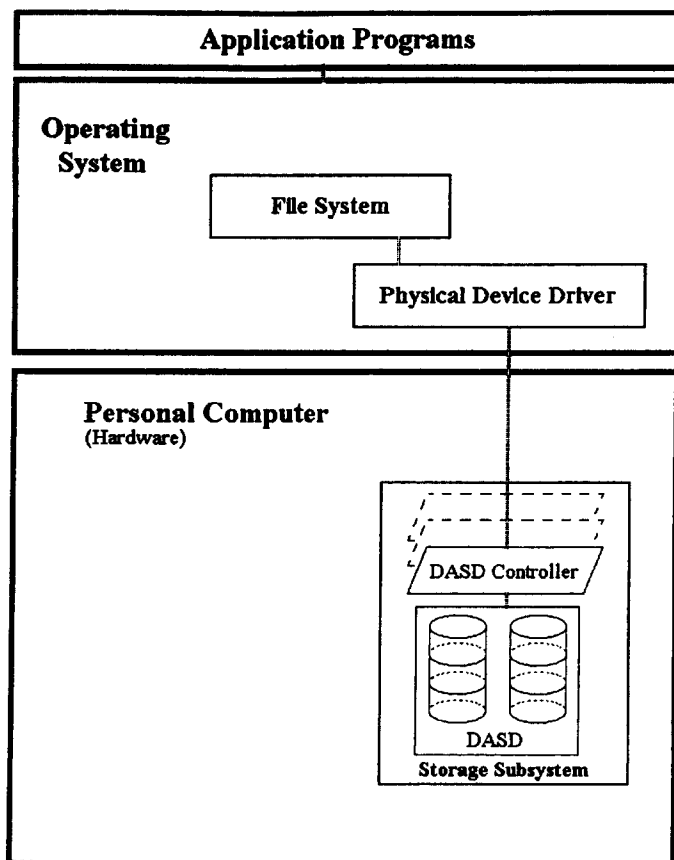 Application Programs
Operating
System
File System
Physical Device Driver
Personal Computer
(Hardware)
DASD Controller
DASD
Storage Subsystem